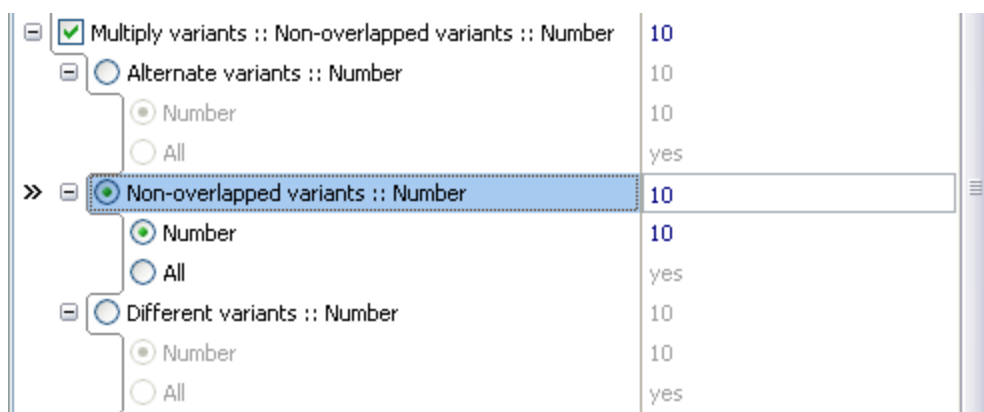 Multiply variants :: Non-overlapped variants :: Number 10
Alternate variants :: Number 10
Number 10
All yes
Non-overlapped variants :: Number 10
Number 10
All yes
Different variants :: Number 10
Number 10
All yes